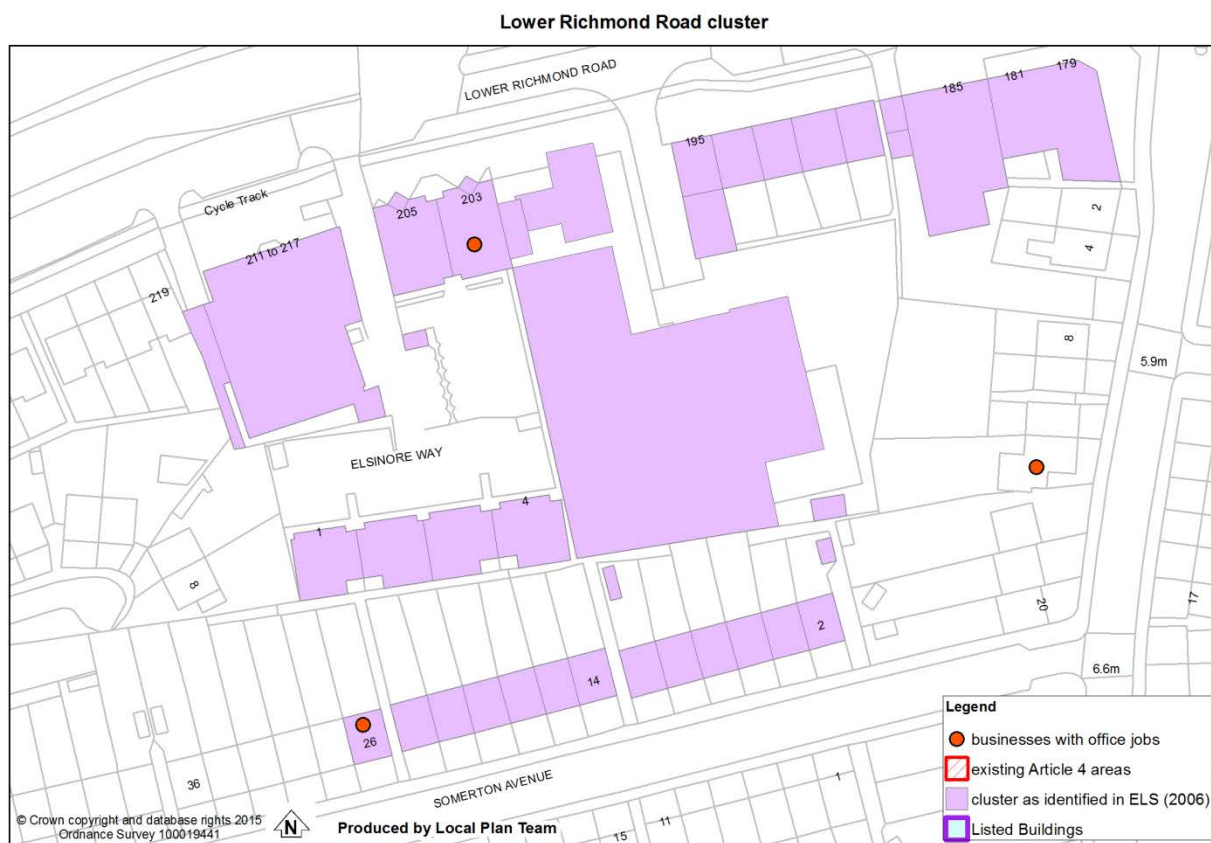 Lower Richmond Road cluster
LOWER RICHMOND ROAD
179
181
185
195
203
205
Cycle Track
211 to 217
219
2
4
8
5.9m
ELSINORE WAY
1
4
8
2
14
20
17
26
36
6.6m
SOMERTON AVENUE
1
11
15
Legend
businesses with office jobs
existing Article 4 areas
cluster as identified in ELS (2006)
Listed Buildings
© Crown copyright and database rights 2015
Ordnance Survey 100019441
N
Produced by Local Plan Team